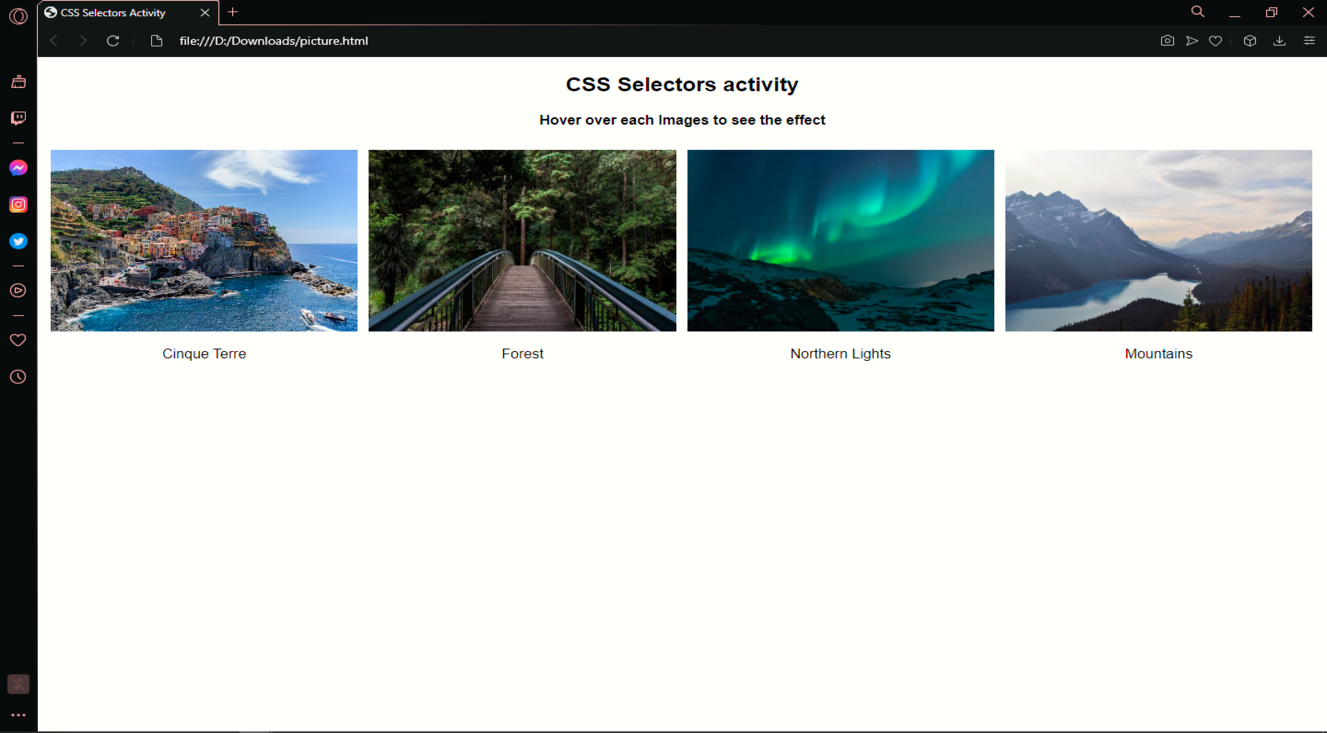 CSS Selectors Activity
file:///D:/Downloads/picture.html
CSS Selectors activity
Hover over each Images to see the effect
Cinque Terre
Forest
Northern Lights
Mountains